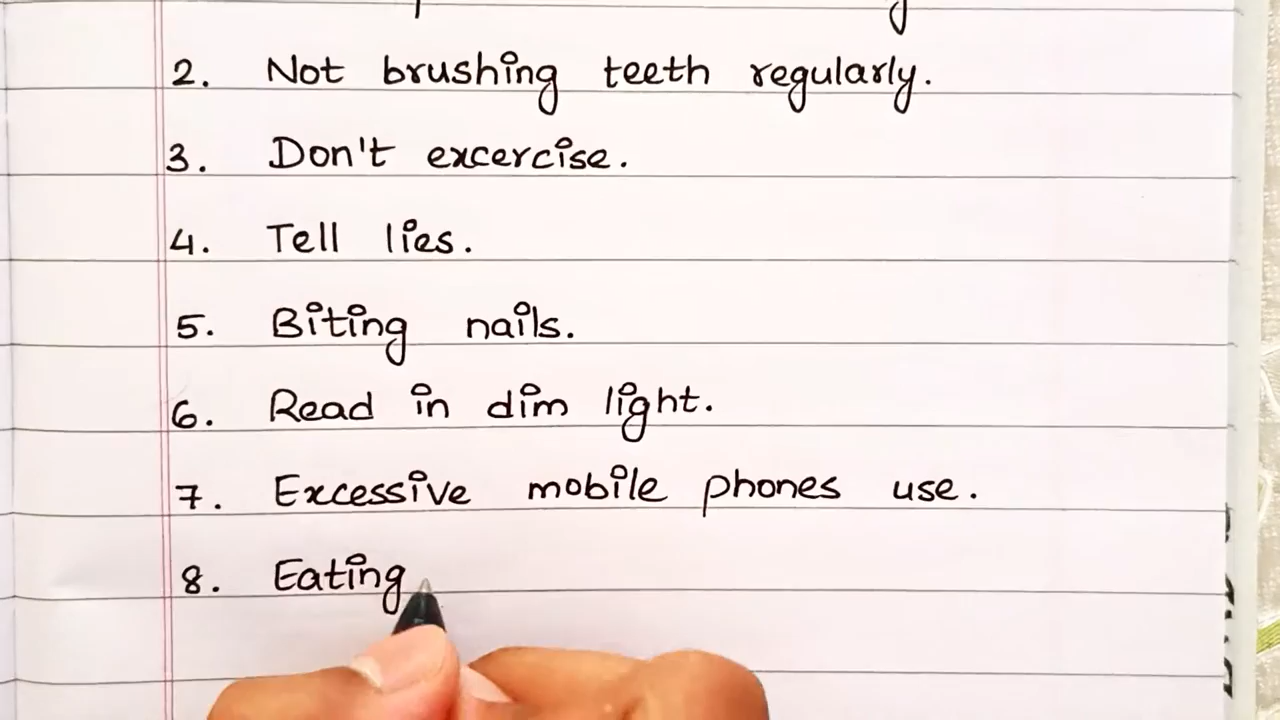 2. Not brushing teeth regularly.
3. Don't excercise.
4. Tell lies.
5. Biting nails.
6. Read in dim light.
7. Excessive mobile phones use.
8. Eating